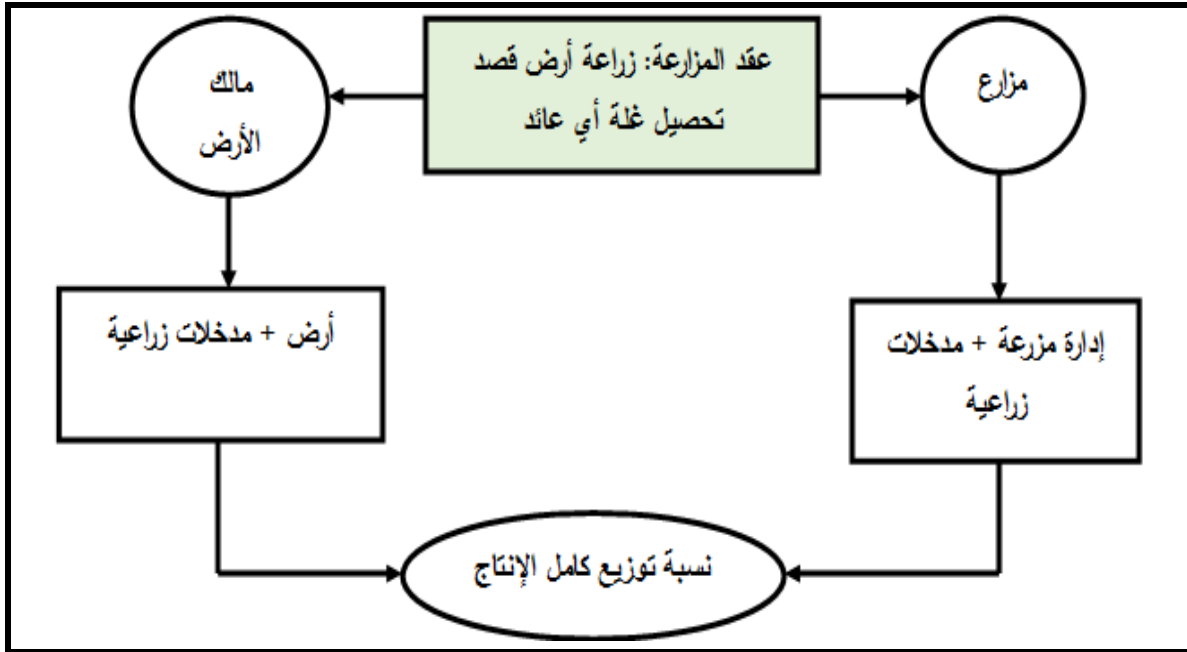 عقد المزارعة: زراعة أرض قصد
تحصيل غلة أي عائد
مزارع
مالك
الأرض
إدارة مزرعة + مدخلات
زراعية
أرض + مدخلات زراعية
نسبة توزيع كامل الإنتاج